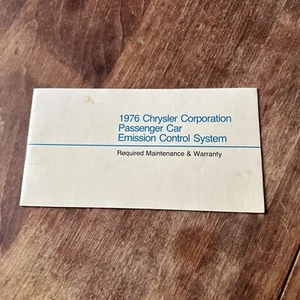 1976 Chrysler Corporation
Passenger Car
Emission Control System
Required Maintenance & Warranty